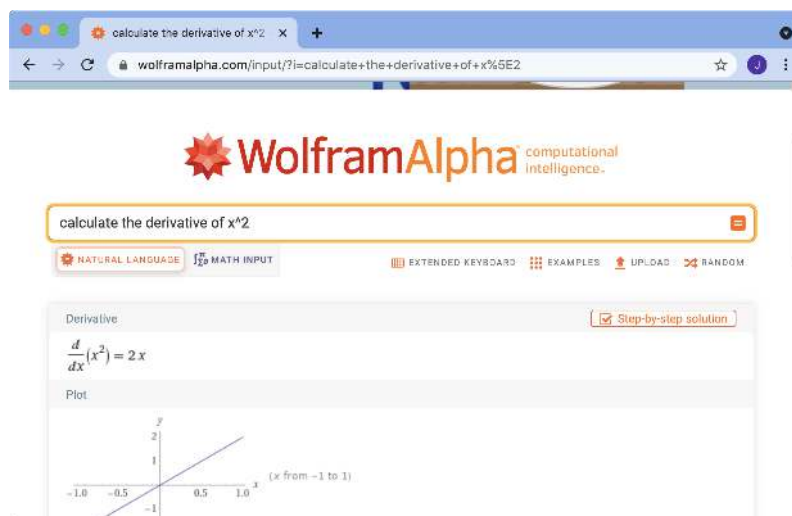 calculate the derivative of x^2
wolframalpha.com/input/?i=calculate+the+derivative+of+x%5E2
J
WolframAlpha computational intelligence.
calculate the derivative of x^2
NATURAL LANGUAGE MATH INPUT EXTENDED KEYBOARD EXAMPLES UPLOAD RANDOM
Derivative Step-by-step solution
d/dx(x²) = 2 x
Plot
y
2
1
(x from −1 to 1)
-1.0 -0.5 0.5 1.0 x
-1